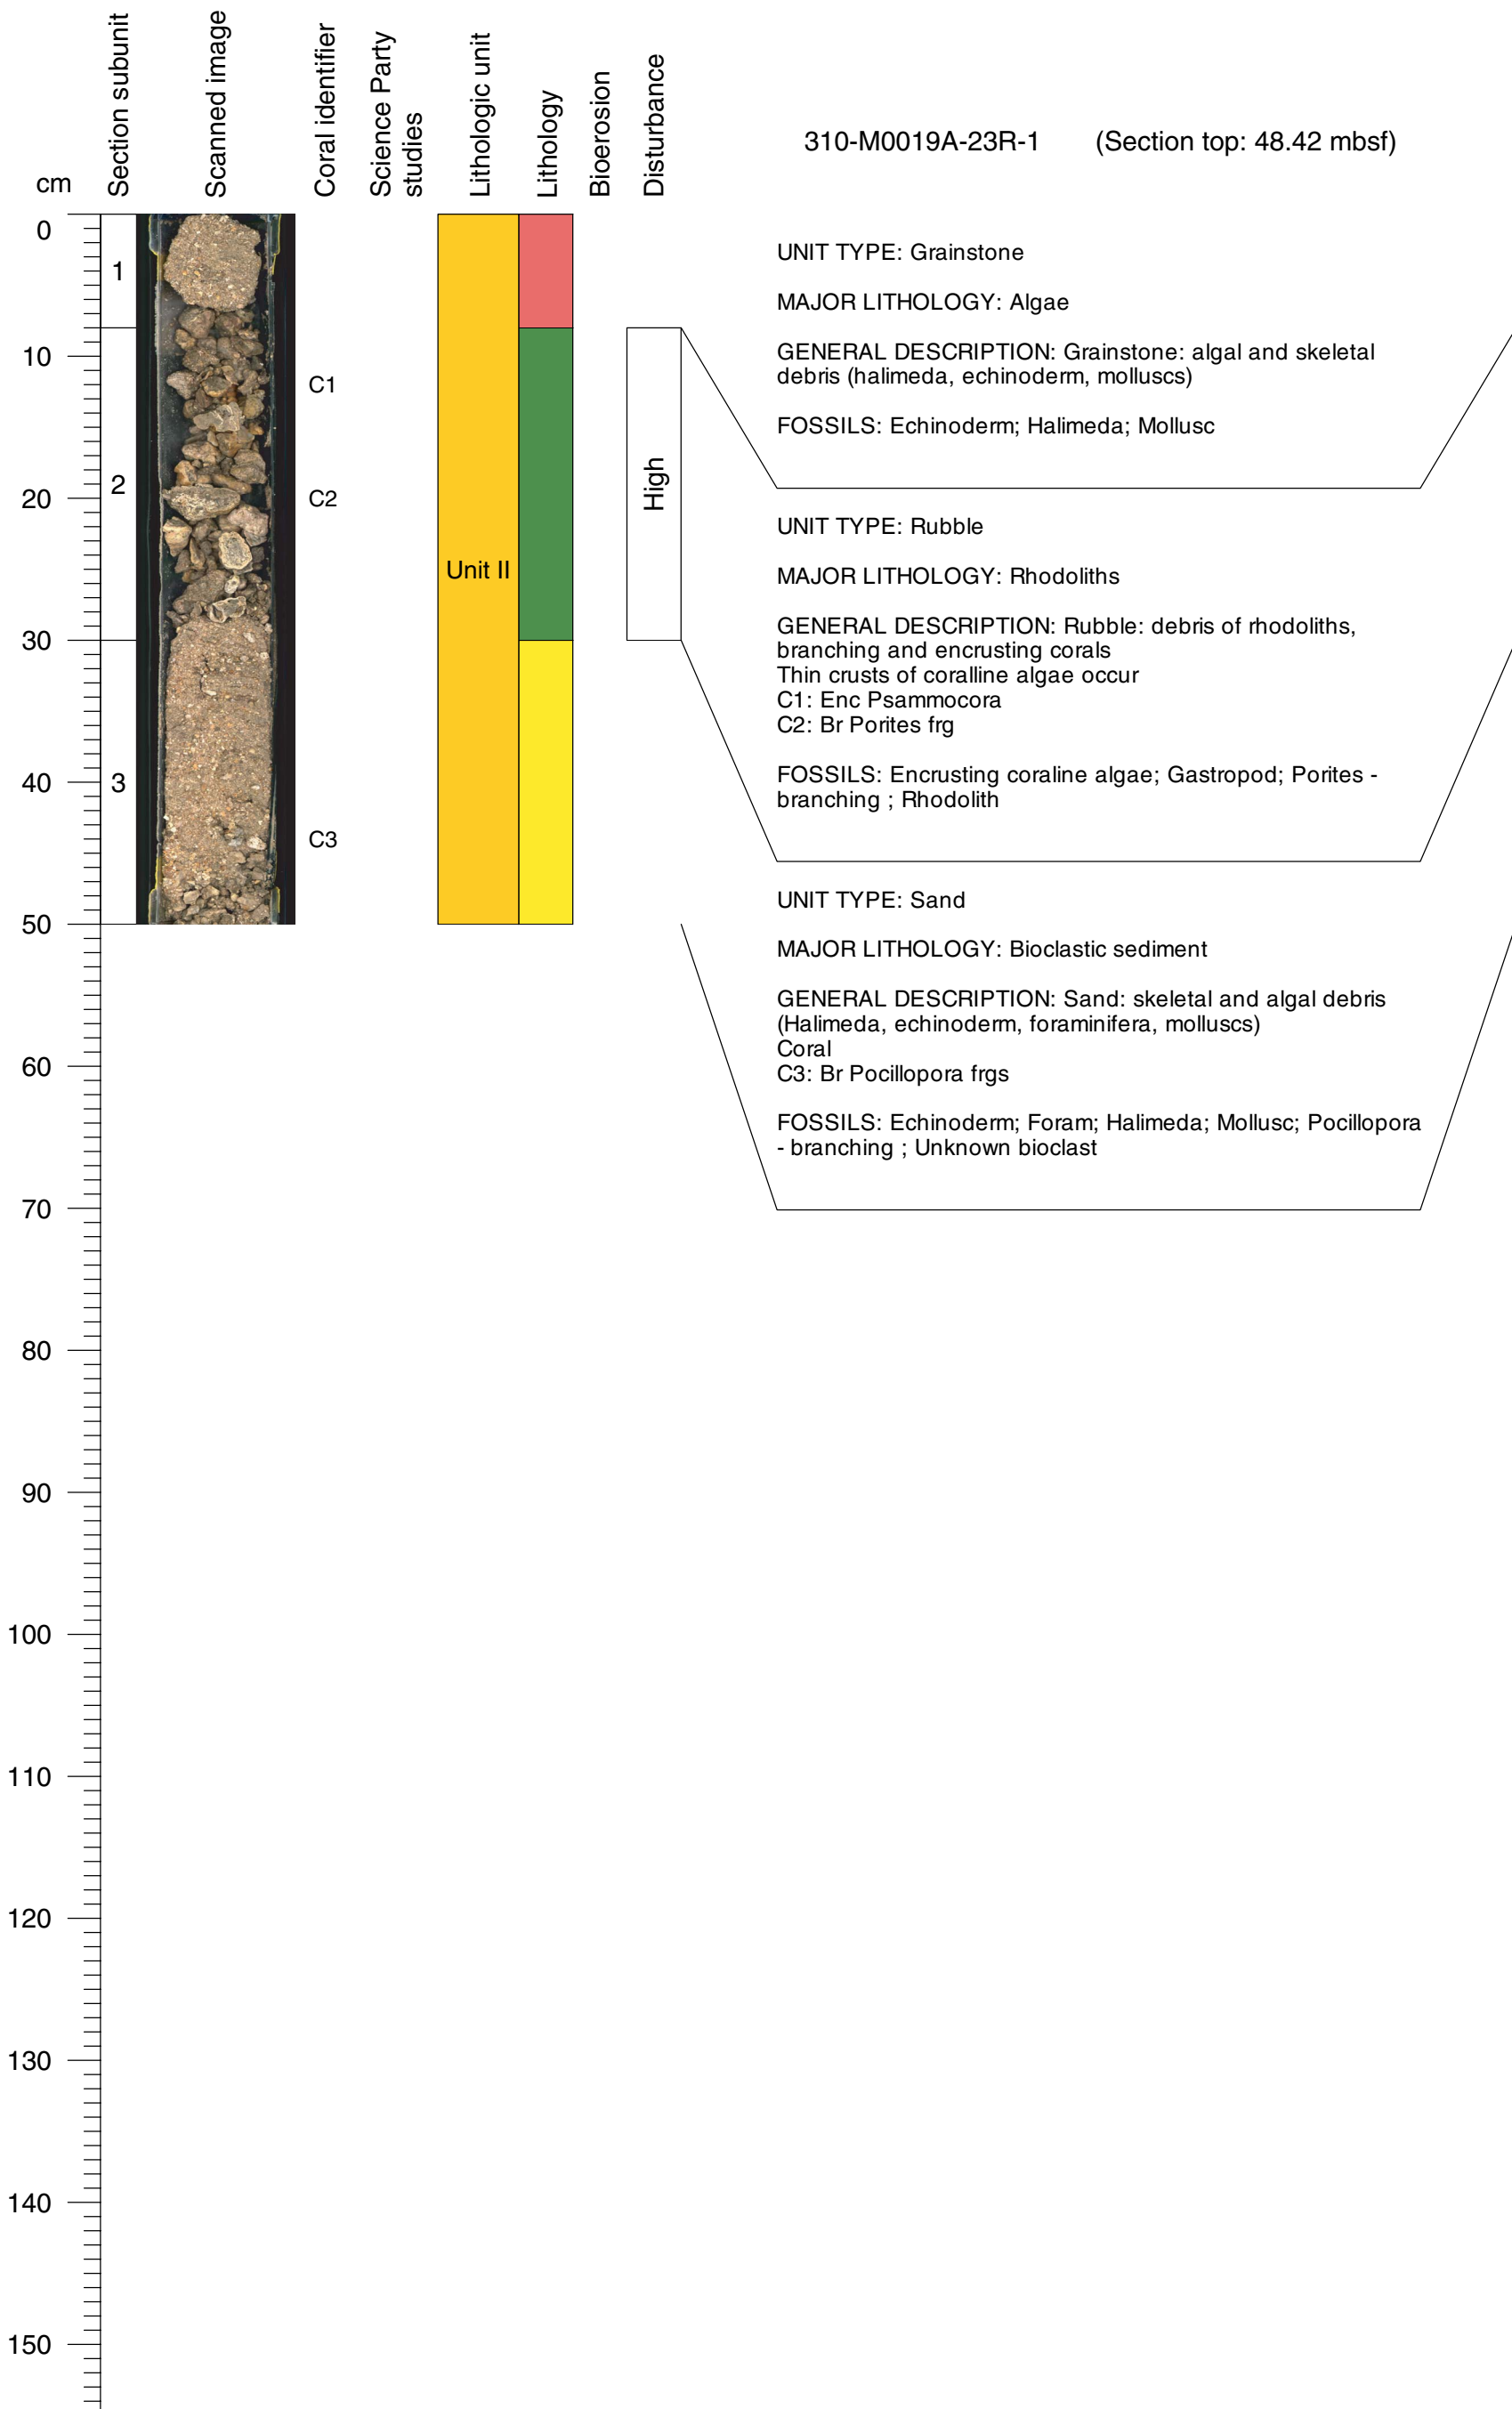 Section subunit
Scanned image
Coral identifier
Science Party
studies
Lithologic unit
Lithology
Bioerosion
Disturbance
310-M0019A-23R-1 (Section top: 48.42 mbsf)
cm
0
10
20
30
40
50
60
70
80
90
100
110
120
130
140
150
1
2
3
C1
C2
C3
Unit II
High
UNIT TYPE: Grainstone
MAJOR LITHOLOGY: Algae
GENERAL DESCRIPTION: Grainstone: algal and skeletal
debris (halimeda, echinoderm, molluscs)
FOSSILS: Echinoderm; Halimeda; Mollusc
UNIT TYPE: Rubble
MAJOR LITHOLOGY: Rhodoliths
GENERAL DESCRIPTION: Rubble: debris of rhodoliths,
branching and encrusting corals
Thin crusts of coralline algae occur
C1: Enc Psammocora
C2: Br Porites frg
FOSSILS: Encrusting coraline algae; Gastropod; Porites -
branching ; Rhodolith
UNIT TYPE: Sand
MAJOR LITHOLOGY: Bioclastic sediment
GENERAL DESCRIPTION: Sand: skeletal and algal debris
(Halimeda, echinoderm, foraminifera, molluscs)
Coral
C3: Br Pocillopora frgs
FOSSILS: Echinoderm; Foram; Halimeda; Mollusc; Pocillopora
- branching ; Unknown bioclast